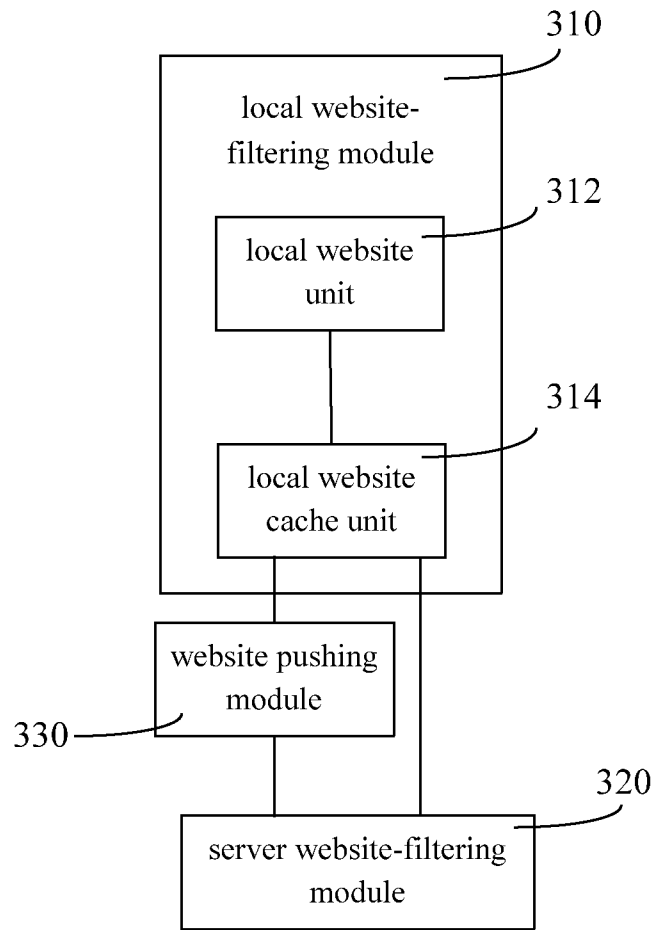 310
local website-
filtering module
312
local website
unit
314
local website
cache unit
website pushing
module
330
320
server website-filtering
module